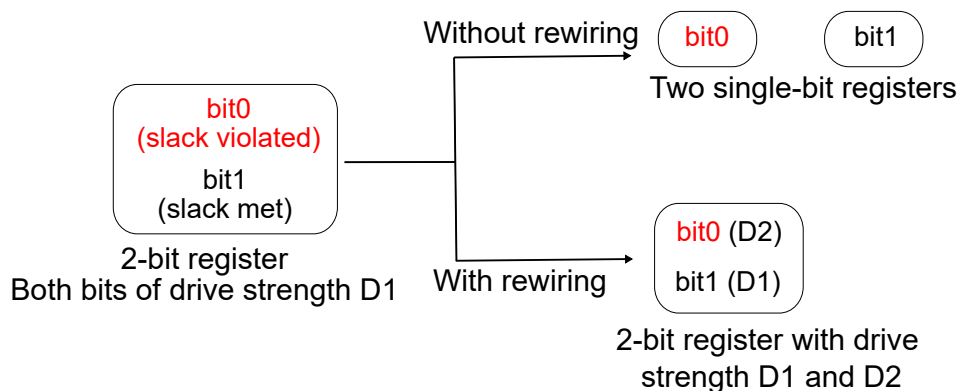 Without rewiring
bit0
bit1
Two single-bit registers
bit0
(slack violated)
bit1
(slack met)
2-bit register
Both bits of drive strength D1
With rewiring
bit0 (D2)
bit1 (D1)
2-bit register with drive
strength D1 and D2